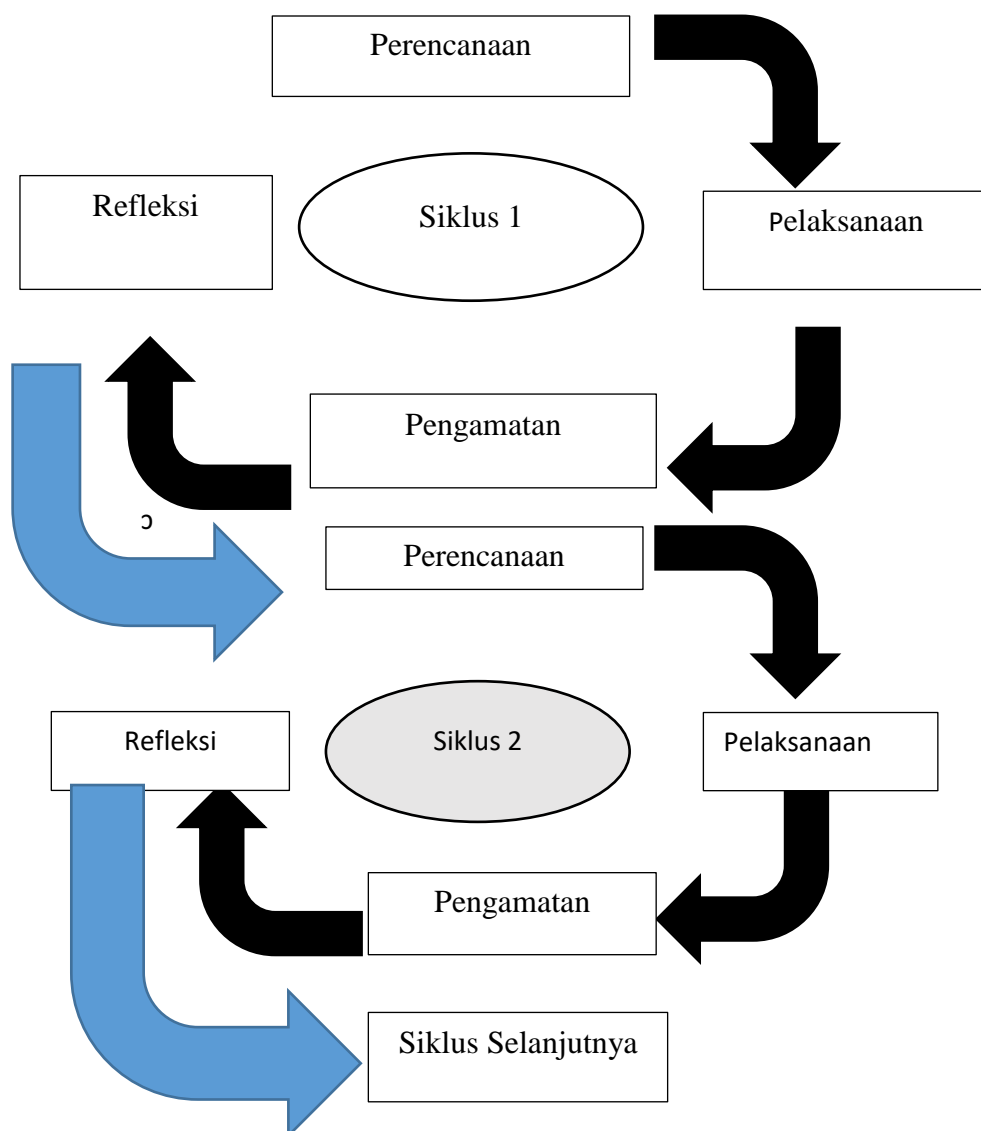 Perencanaan
Refleksi
Siklus 1
Pelaksanaan
Pengamatan
ɔ
Perencanaan
Refleksi
Siklus 2
Pelaksanaan
Pengamatan
Siklus Selanjutnya